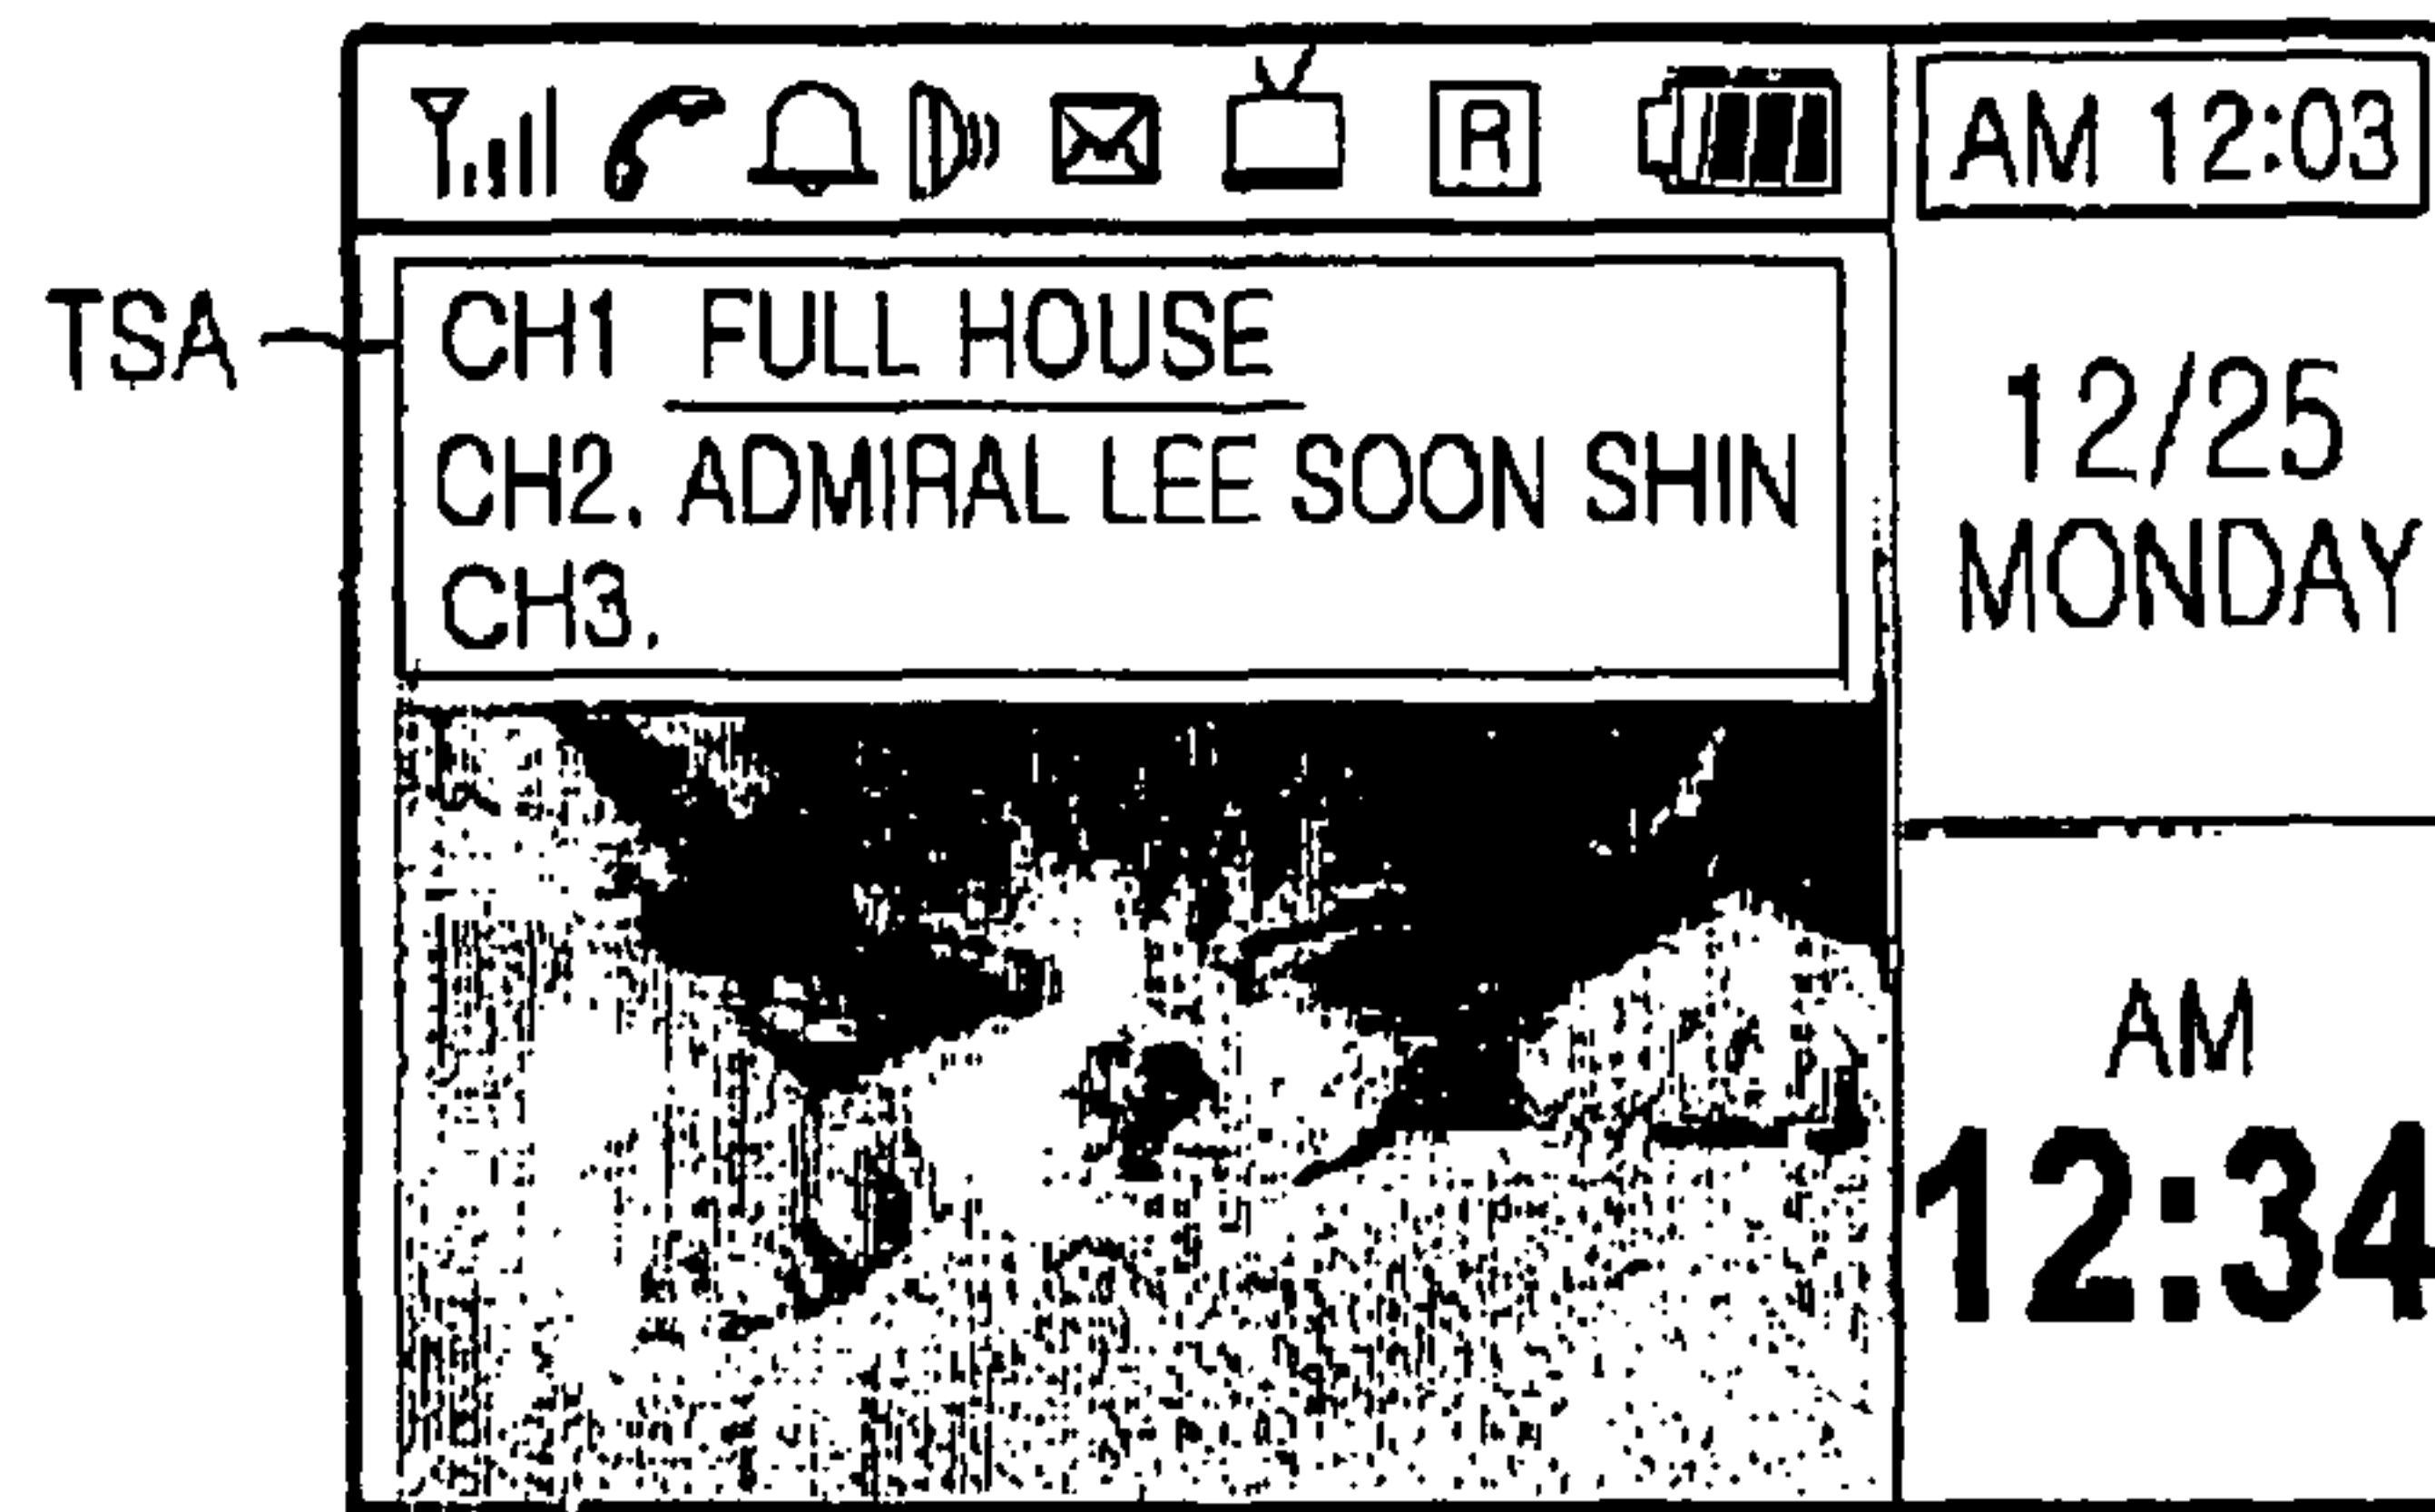 R
AM 12:03
TSA
CH1 FULL HOUSE
CH2. ADMIRAL LEE SOON SHIN
CH3.
12/25
MONDAY
AM
12:34